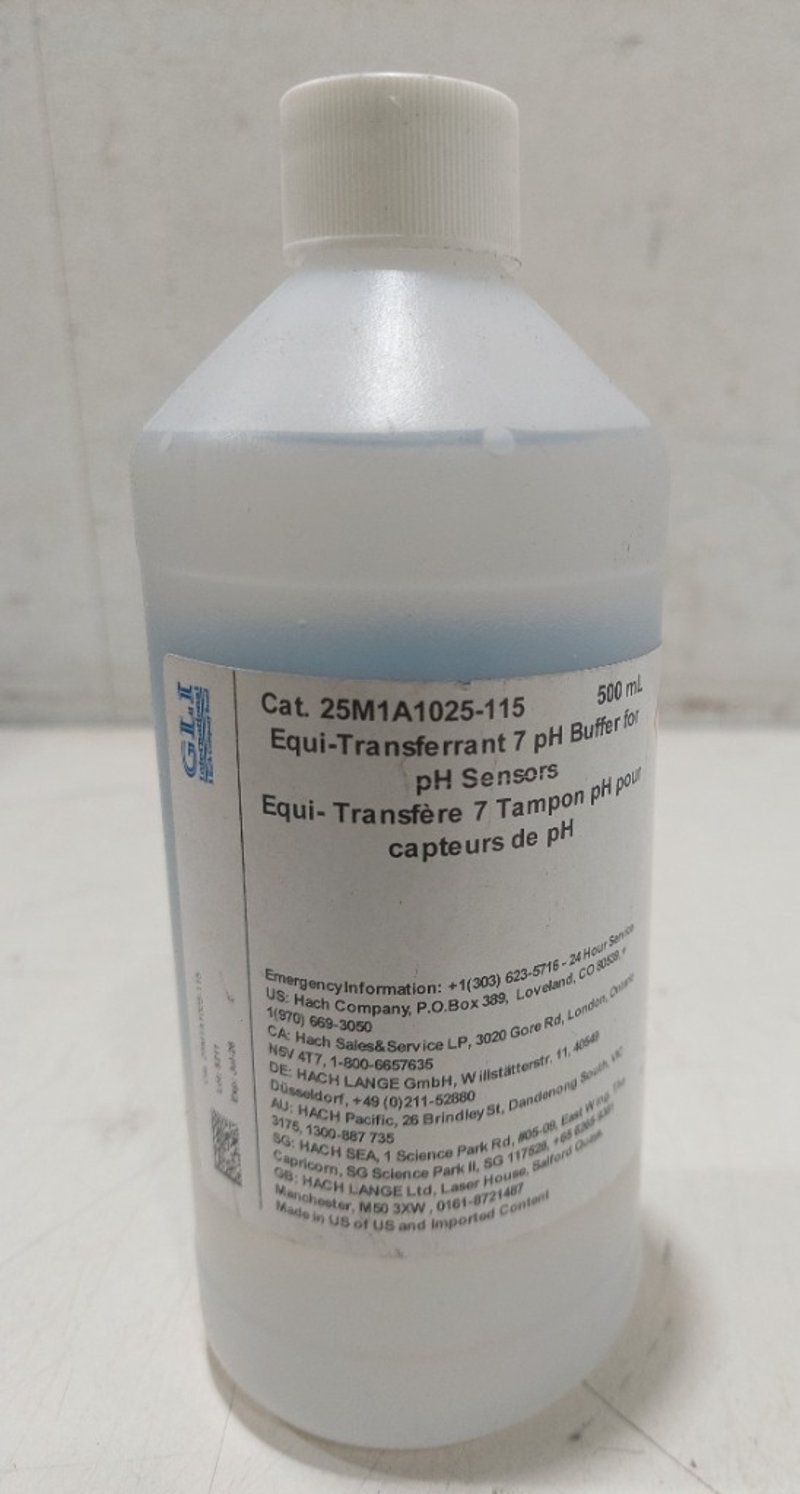 GLI
International
Cat. 25M1A1025-115
500 mL
Equi-Transferrant 7 pH Buffer for
pH Sensors
Equi- Transfère 7 Tampon pH pour
capteurs de pH
EmergencyInformation: +1(303) 623-5716 - 24 Hour Service
US: Hach Company, P.O.Box 389, Loveland, CO 80539,+
1(970) 669-3050
CA: Hach Sales&Service LP, 3020 Gore Rd, London, Ontario
N5V 4T7, 1-800-6657635
DE: HACH LANGE GmbH, Willstätterstr. 11, 40549
Düsseldorf, +49 (0)211-52880
AU: HACH Pacific, 26 Brindley St, Dandenong South, VIC
3175, 1300-887 735
SG: HACH SEA, 1 Science Park Rd, #05-09, East Wing, The
Capricorn, SG Science Park II, SG 117528, +65
GB: HACH LANGE Ltd, Laser House, Salford Quays
Manchester, M50 3XW , 0161-8721487
Made in US of US and Imported Content
Exp: Jul-26